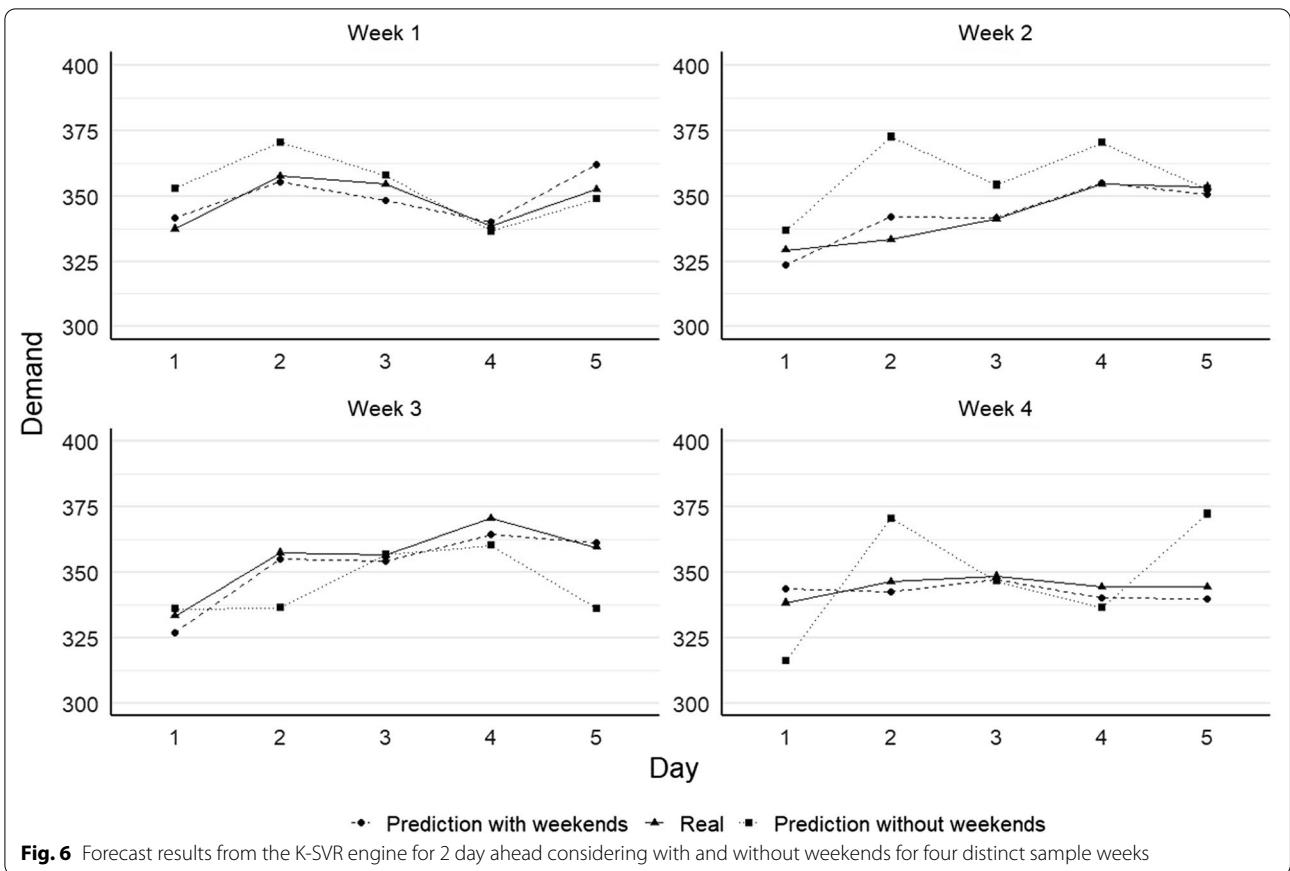 Week 1
400
375
350
325
300
1 2 3 4 5
Week 2
400
375
350
325
300
1 2 3 4 5
Demand
Week 3
400
375
350
325
300
1 2 3 4 5
Week 4
400
375
350
325
300
1 2 3 4 5
Day
Prediction with weekends Real Prediction without weekends
Fig. 6 Forecast results from the K-SVR engine for 2 day ahead considering with and without weekends for four distinct sample weeks